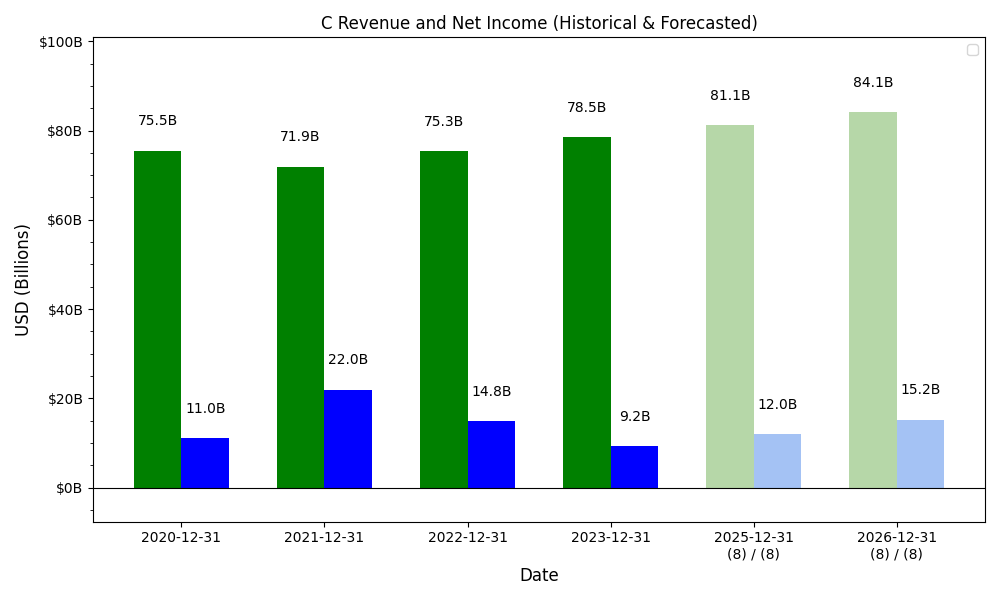 C Revenue and Net Income (Historical & Forecasted)
$100B
$80B
$60B
$40B
$20B
$0B
USD (Billions)
75.5B
11.0B
71.9B
22.0B
75.3B
14.8B
78.5B
9.2B
81.1B
12.0B
84.1B
15.2B
2020-12-31
2021-12-31
2022-12-31
2023-12-31
2025-12-31
(8) / (8)
2026-12-31
(8) / (8)
Date